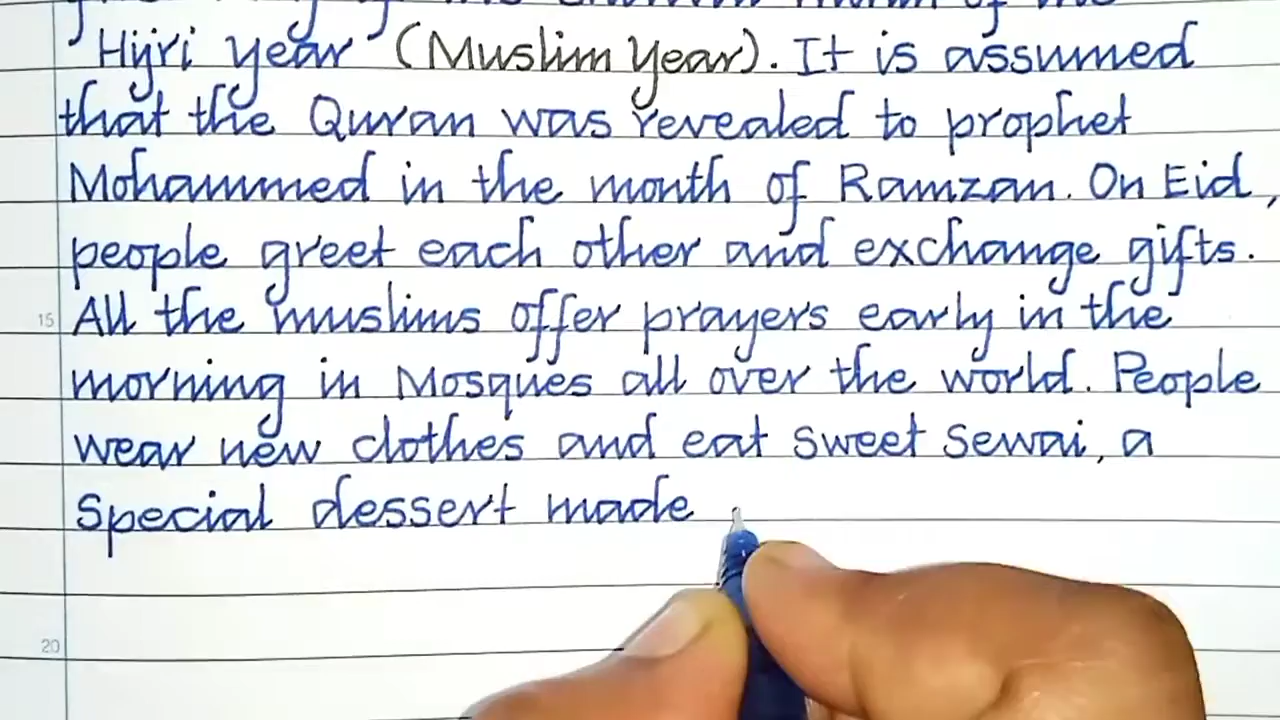 Hijri year (Muslim Year). It is assumed
that the Quran was revealed to prophet
Mohammed in the month of Ramzan. On Eid,
people greet each other and exchange gifts.
15 All the muslims offer prayers early in the
morning in Mosques all over the world. People
wear new clothes and eat sweet sewai, a
special dessert made
20